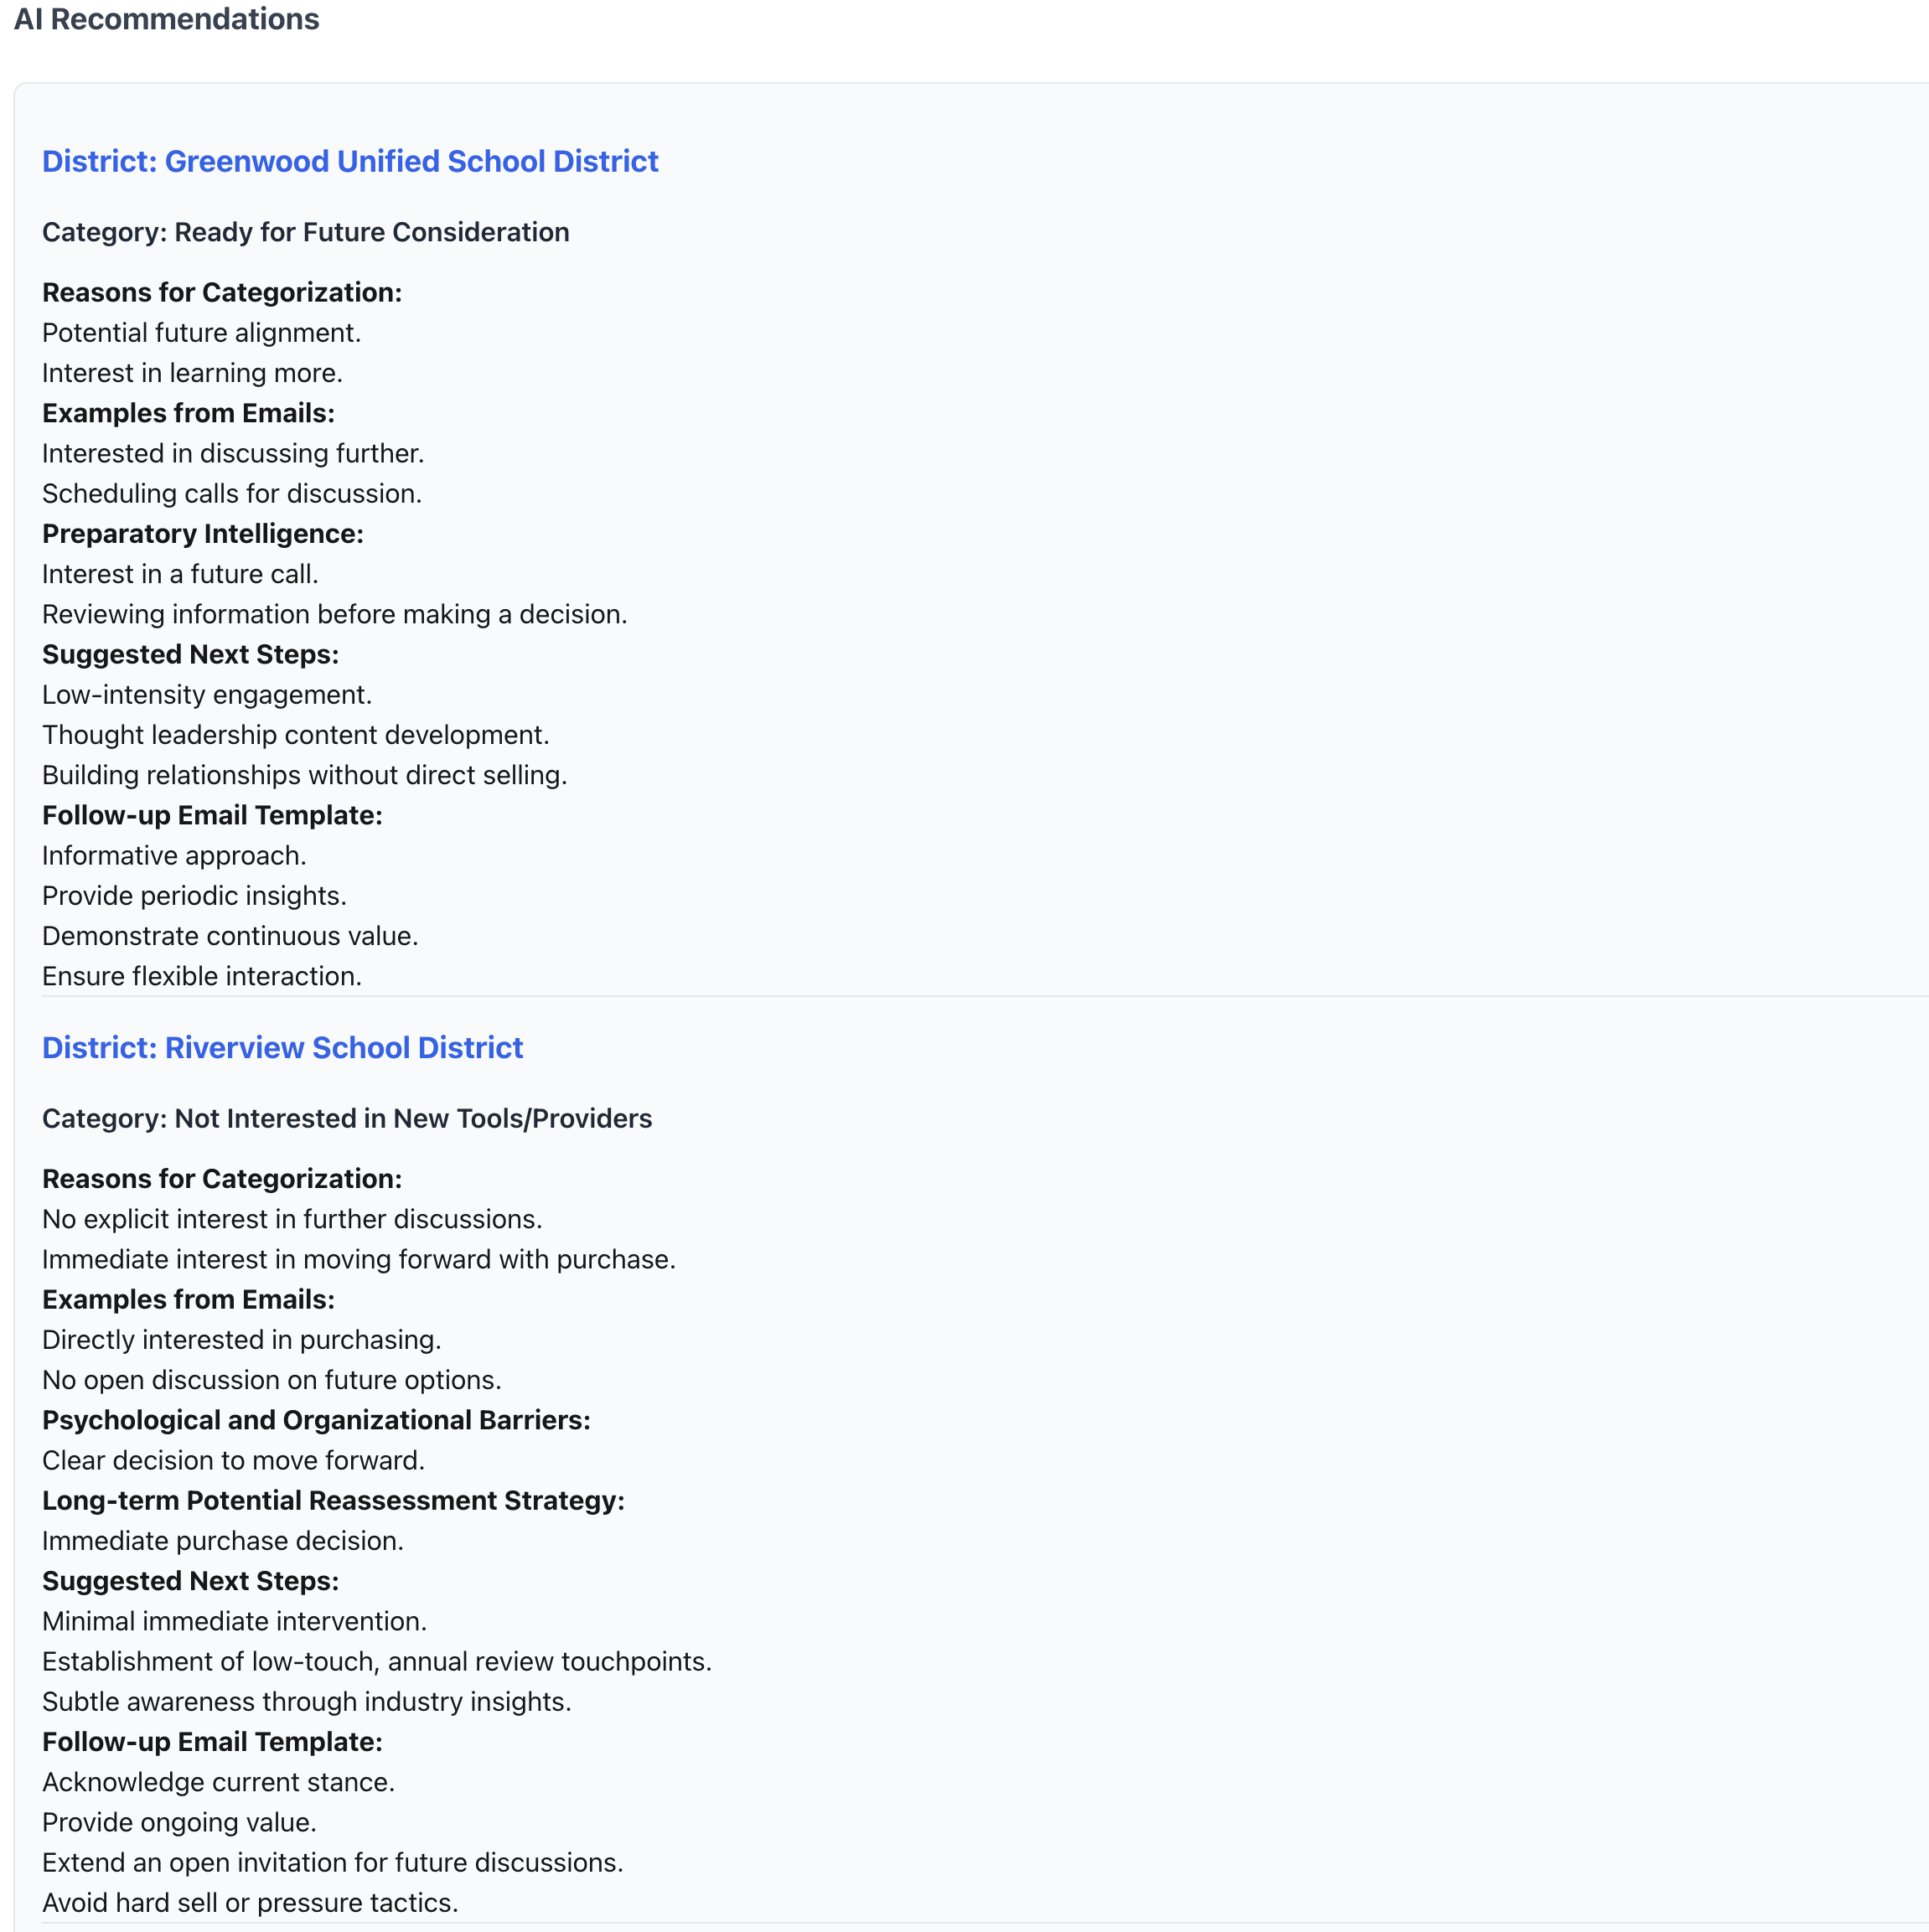 AI Recommendations
District: Greenwood Unified School District
Category: Ready for Future Consideration
Reasons for Categorization:
Potential future alignment.
Interest in learning more.
Examples from Emails:
Interested in discussing further.
Scheduling calls for discussion.
Preparatory Intelligence:
Interest in a future call.
Reviewing information before making a decision.
Suggested Next Steps:
Low-intensity engagement.
Thought leadership content development.
Building relationships without direct selling.
Follow-up Email Template:
Informative approach.
Provide periodic insights.
Demonstrate continuous value.
Ensure flexible interaction.
District: Riverview School District
Category: Not Interested in New Tools/Providers
Reasons for Categorization:
No explicit interest in further discussions.
Immediate interest in moving forward with purchase.
Examples from Emails:
Directly interested in purchasing.
No open discussion on future options.
Psychological and Organizational Barriers:
Clear decision to move forward.
Long-term Potential Reassessment Strategy:
Immediate purchase decision.
Suggested Next Steps:
Minimal immediate intervention.
Establishment of low-touch, annual review touchpoints.
Subtle awareness through industry insights.
Follow-up Email Template:
Acknowledge current stance.
Provide ongoing value.
Extend an open invitation for future discussions.
Avoid hard sell or pressure tactics.